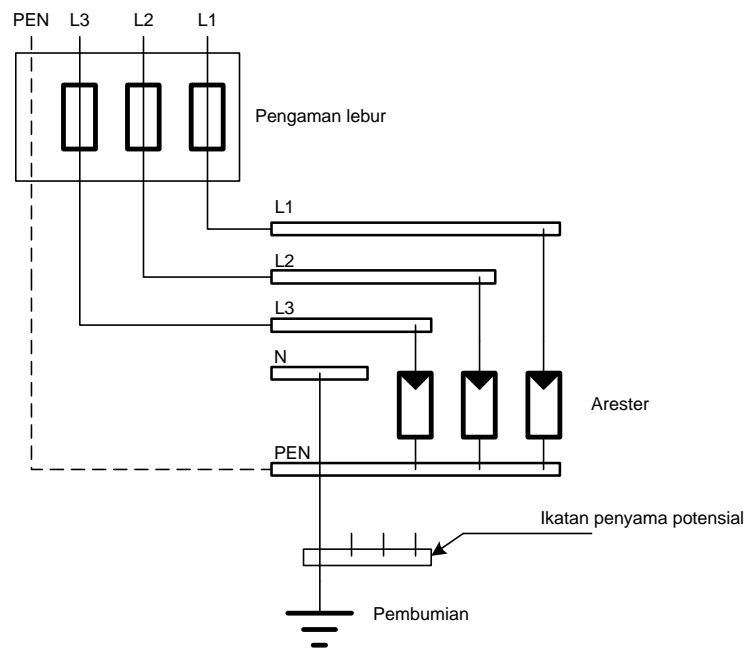 PEN L3 L2 L1
Pengaman lebur
L1
L2
L3
N
Arester
PEN
Ikatan penyama potensial
Pembumian